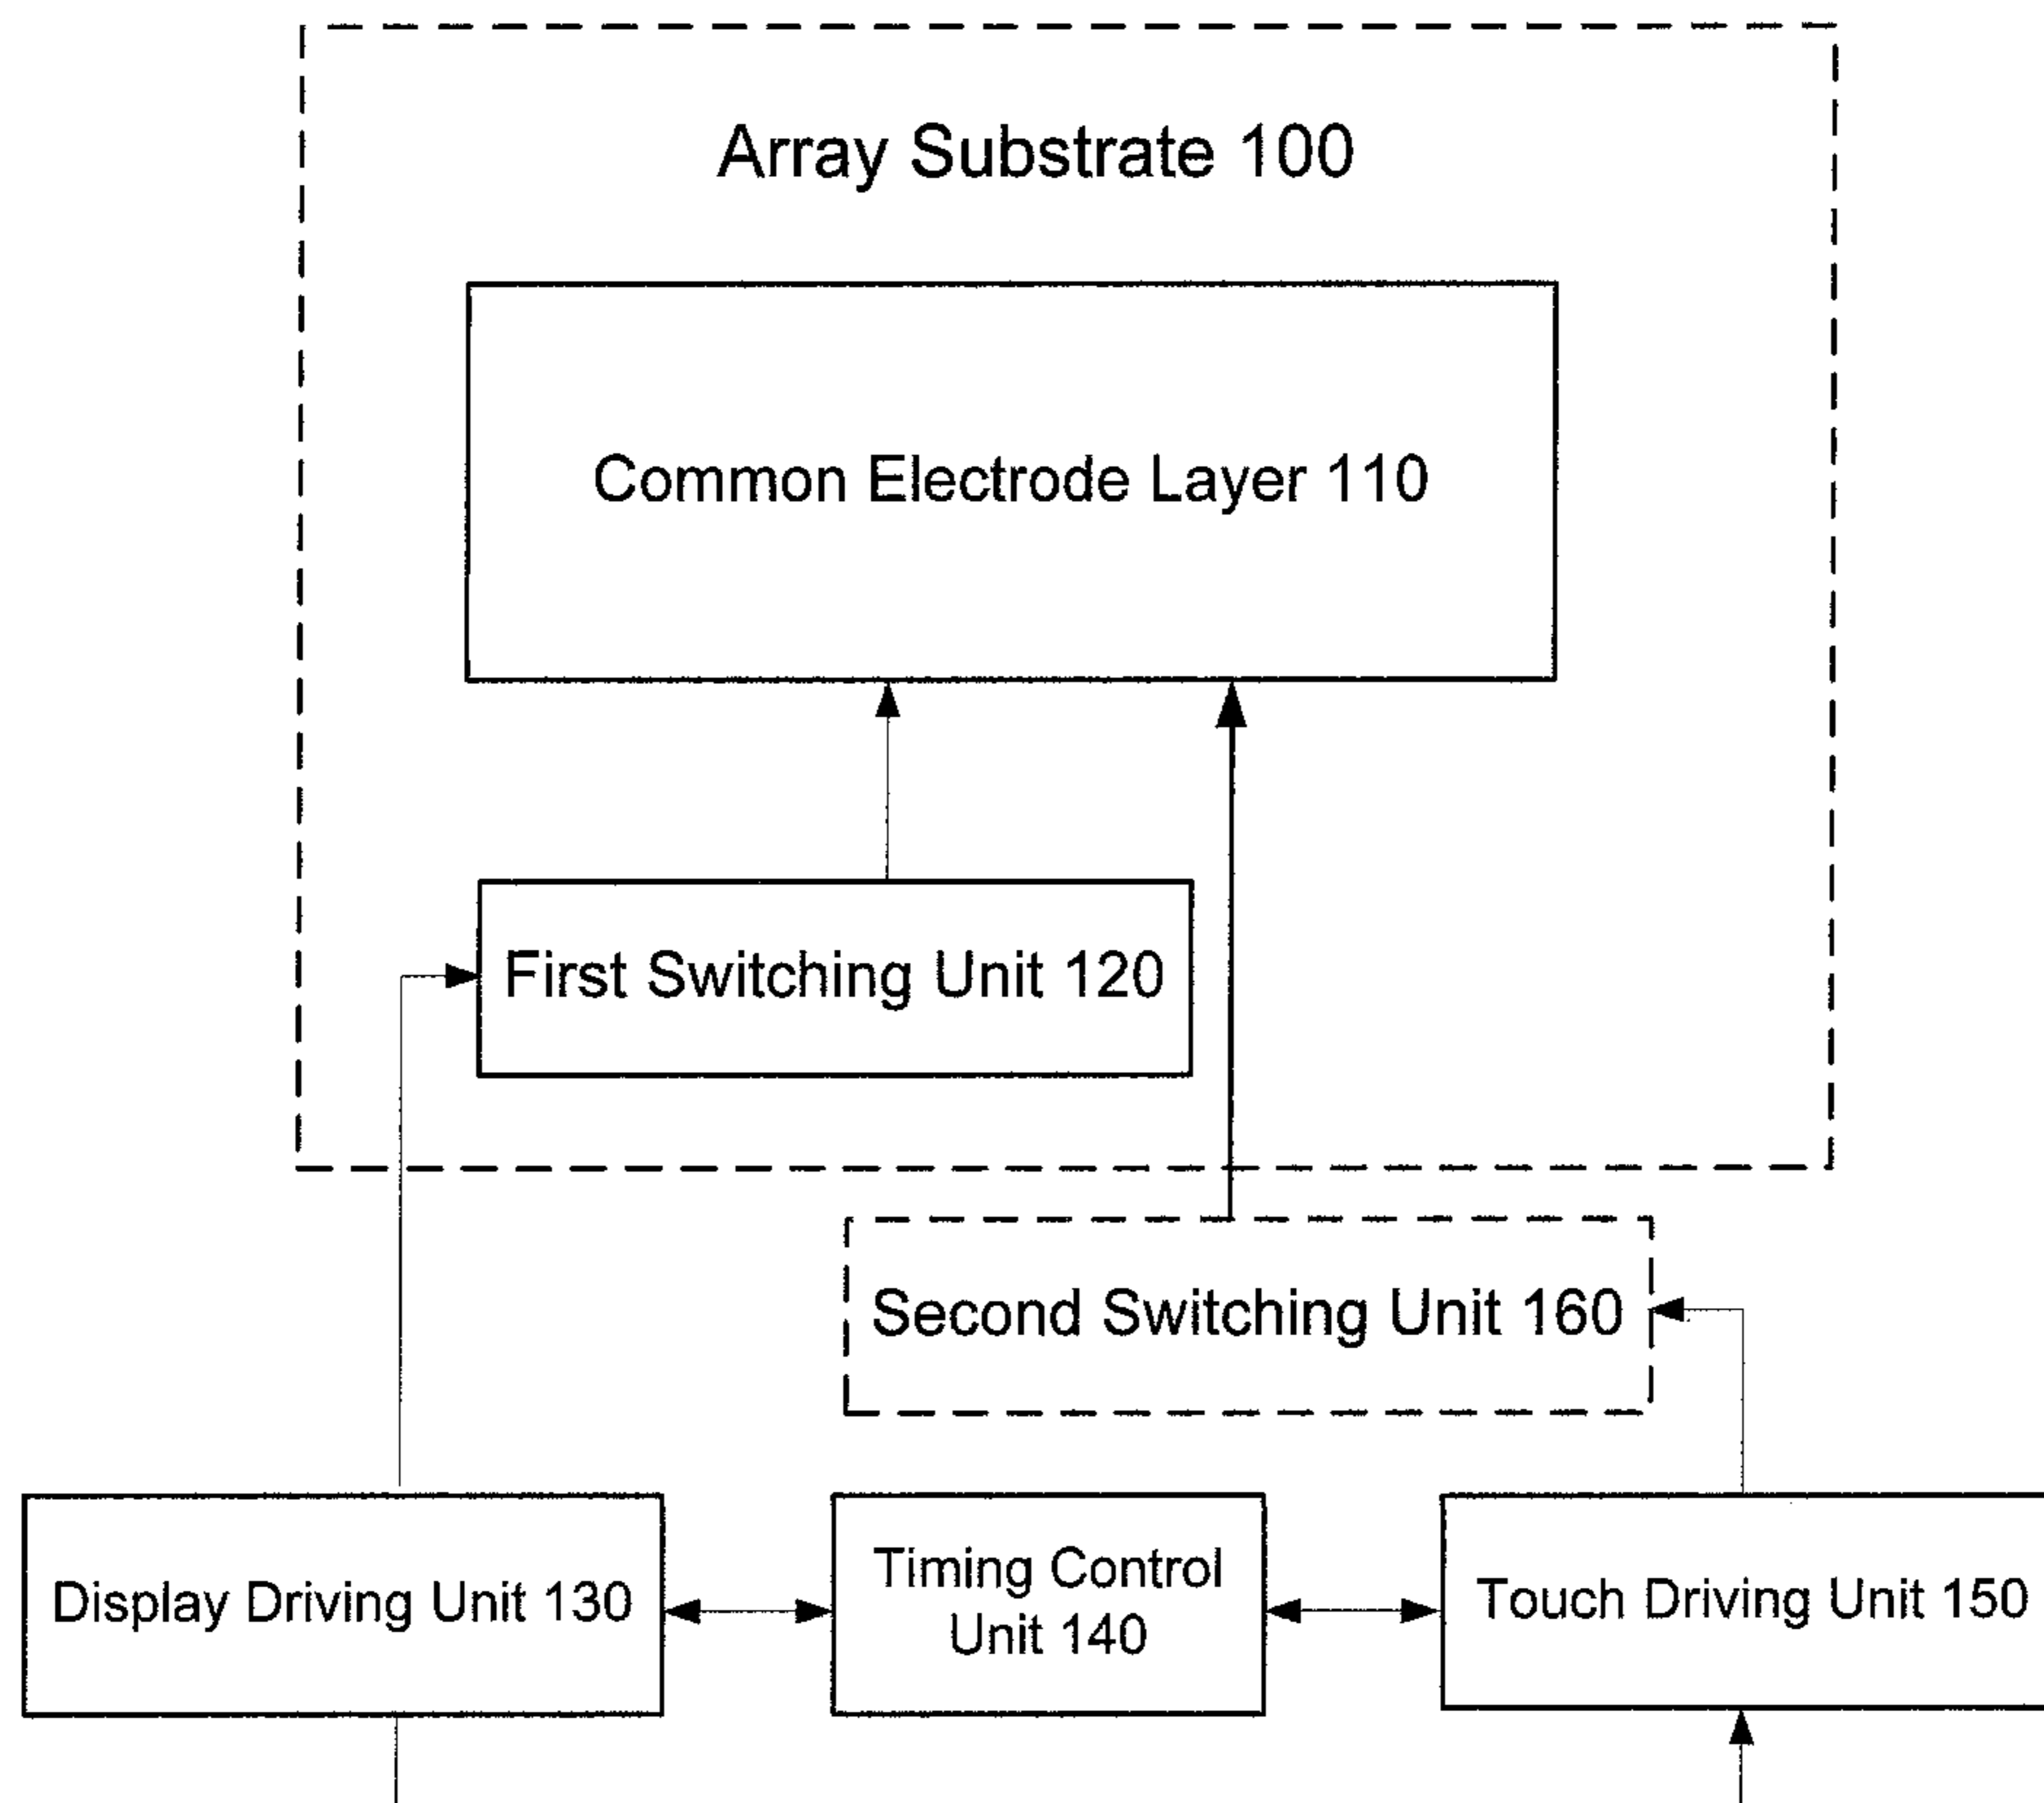 Array Substrate 100
Common Electrode Layer 110
First Switching Unit 120
Second Switching Unit 160
Display Driving Unit 130
Timing Control
Unit 140
Touch Driving Unit 150